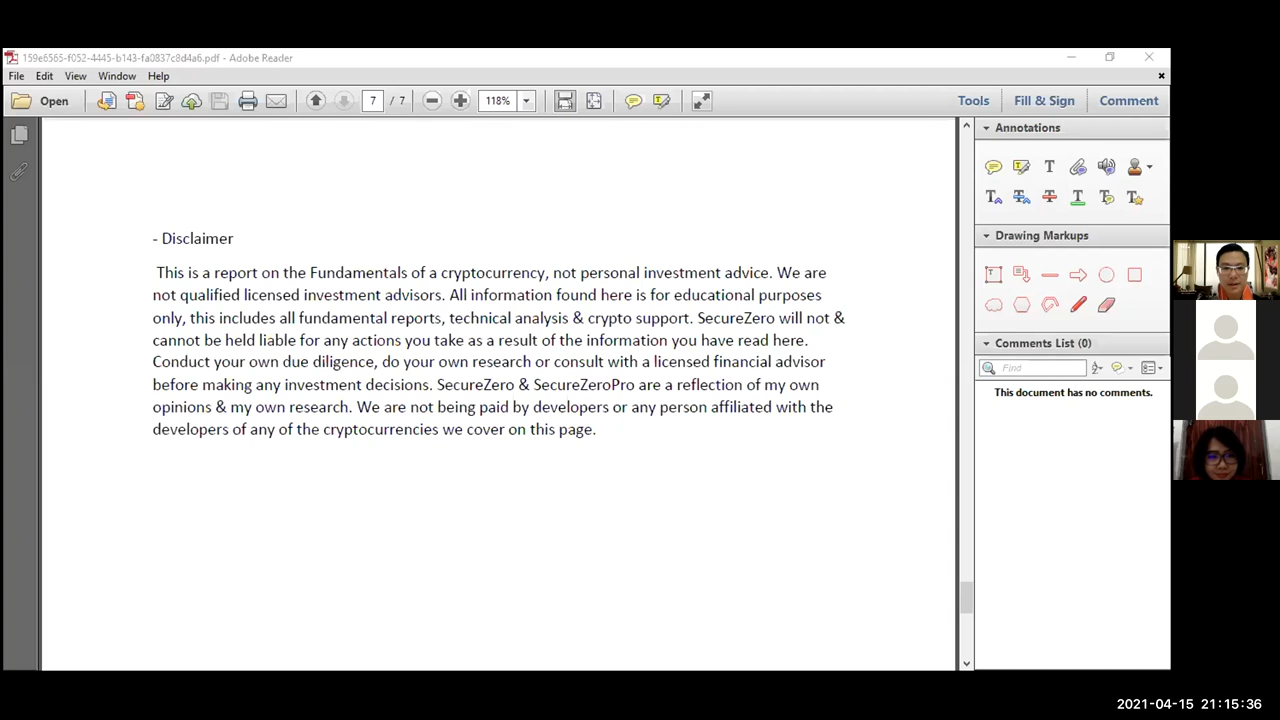 159e6565-f052-4445-b143-fa0837c8d4a6.pdf - Adobe Reader
File Edit View Window Help
Open 7 / 7 118% Tools Fill & Sign Comment
Annotations
Drawing Markups
Comments List (0)
Find
This document has no comments.
- Disclaimer
This is a report on the Fundamentals of a cryptocurrency, not personal investment advice. We are
not qualified licensed investment advisors. All information found here is for educational purposes
only, this includes all fundamental reports, technical analysis & crypto support. SecureZero will not &
cannot be held liable for any actions you take as a result of the information you have read here.
Conduct your own due diligence, do your own research or consult with a licensed financial advisor
before making any investment decisions. SecureZero & SecureZeroPro are a reflection of my own
opinions & my own research. We are not being paid by developers or any person affiliated with the
developers of any of the cryptocurrencies we cover on this page.
2021-04-15 21:15:36